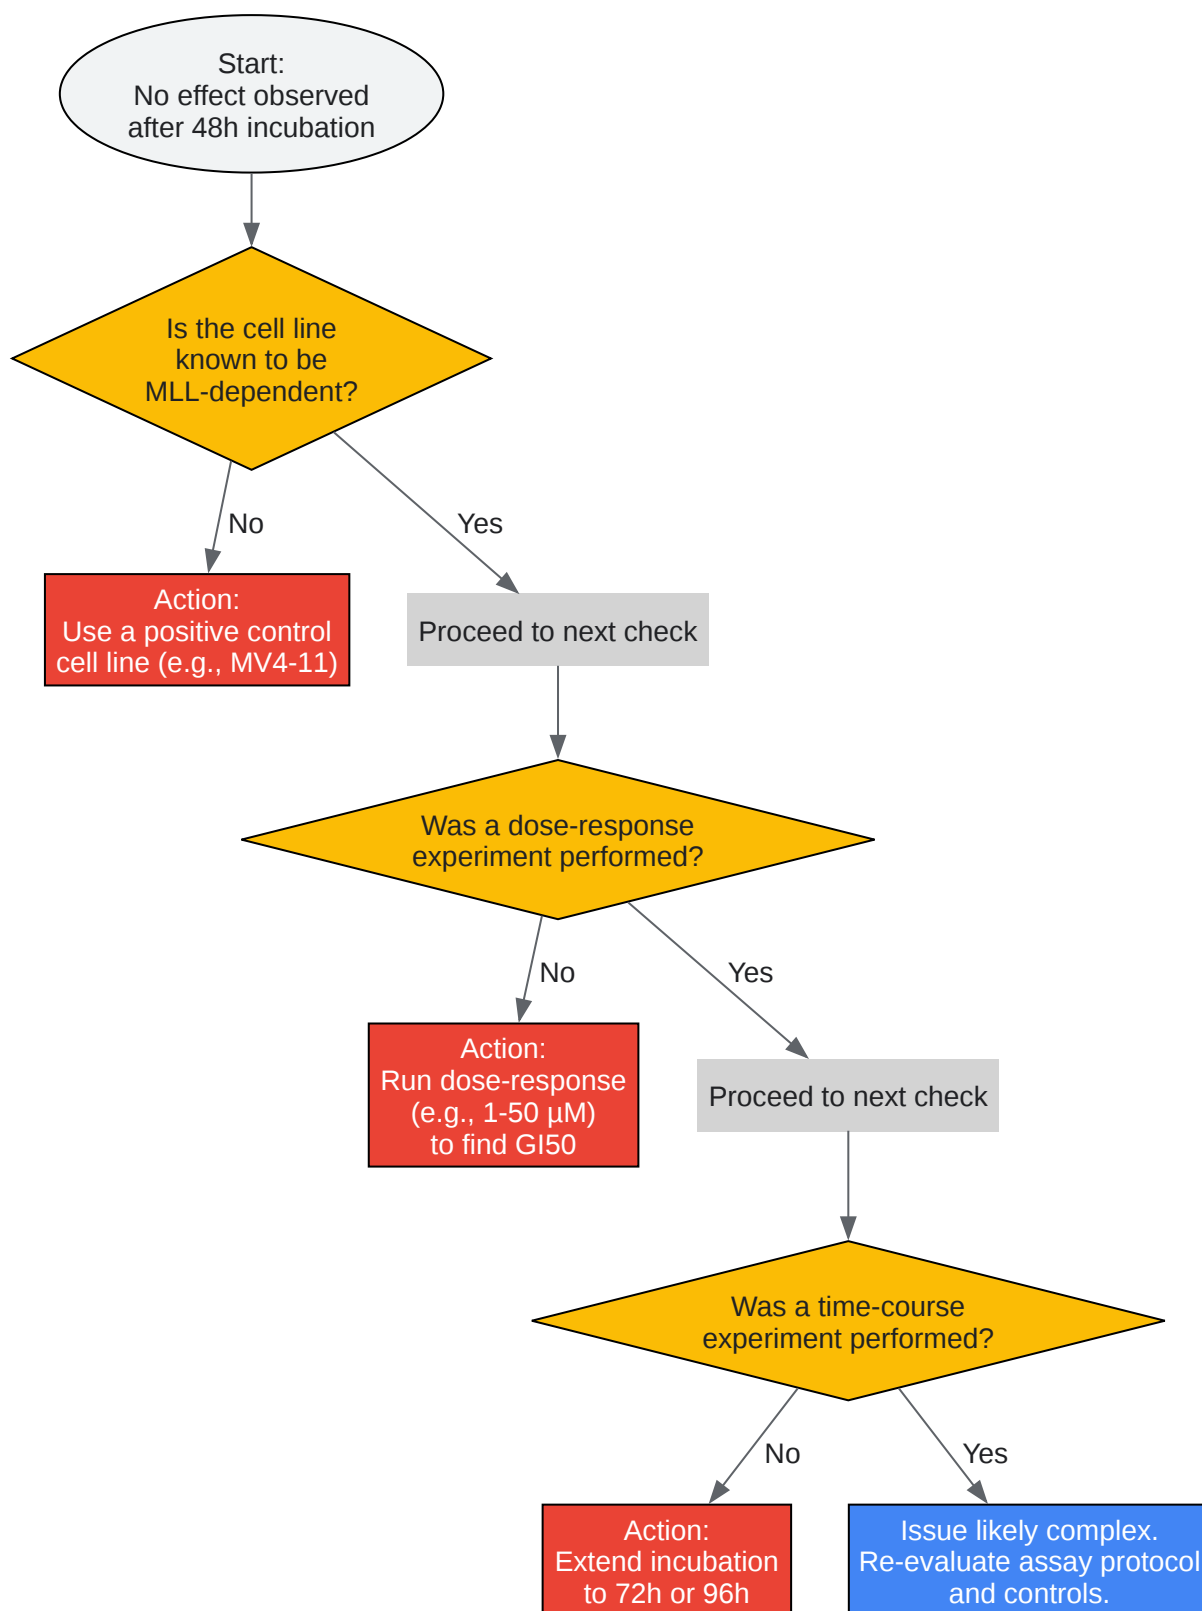 Start:
No effect observed
after 48h incubation
Is the cell line
known to be
MLL-dependent?
No
Yes
Action:
Use a positive control
cell line (e.g., MV4-11)
Proceed to next check
Was a dose-response
experiment performed?
No
Yes
Action:
Run dose-response
(e.g., 1-50 µM)
to find GI50
Proceed to next check
Was a time-course
experiment performed?
No
Yes
Action:
Extend incubation
to 72h or 96h
Issue likely complex.
Re-evaluate assay protocol
and controls.